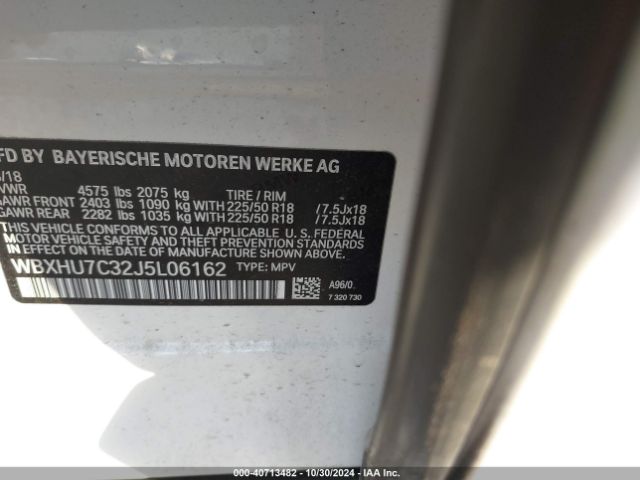 FD BY BAYERISCHE MOTOREN WERKE AG
/18
VWR 4575 lbs 2075 kg TIRE / RIM
AWR FRONT 2403 lbs 1090 kg WITH 225/50 R18 /7.5Jx18
GAWR REAR 2282 lbs 1035 kg WITH 225/50 R18 /7.5Jx18
THIS VEHICLE CONFORMS TO ALL APPLICABLE U. S. FEDERAL
MOTOR VEHICLE SAFETY, BUMPER, AND THEFT PREVENTION
STANDARDS IN EFFECT ON THE DATE OF MANUFACTURE SHOWN ABOVE.
WBXHU7C32J5L06162 TYPE: MPV
A96/0
7 320 730
000-40713482 - 10/30/2024 - IAA Inc.